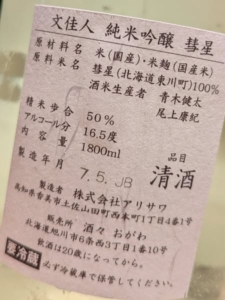 文佳人 純米吟醸 彗星
原材料名 米(国産)・米麹(国産米)
原料米名 彗星(北海道東川町)100%
酒米生産者 青木健太
尾上康紀
精米歩合 50%
アルコール分 16.5度
内容量 1800ml
製造年月 7.5.JB
品目
清酒
製造者 株式会社アリサワ
高知県香美市土佐山田町西本町1丁目4番1号
販売所 酒々 おがわ
北海道旭川市6条西3丁目1番10号
飲酒は20歳になってから。
要冷蔵 必ず冷蔵庫で保管してください。